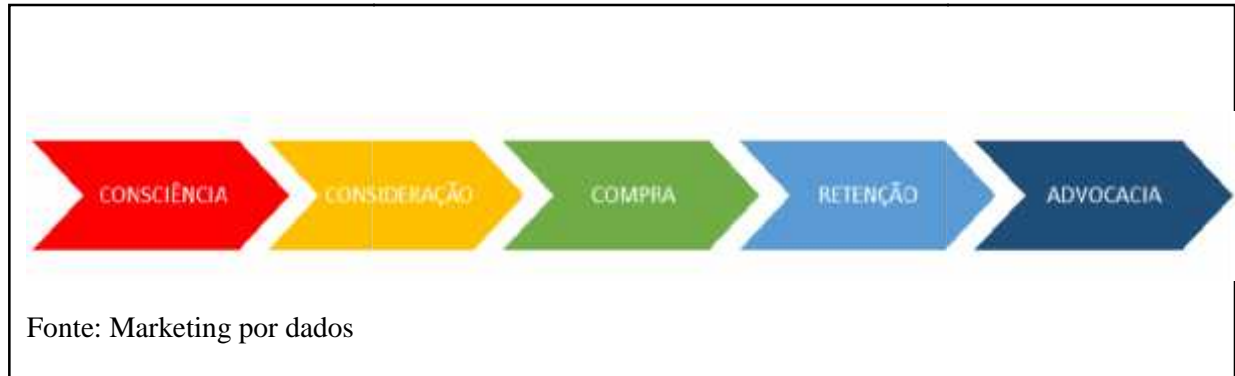 CONSCIÊNCIA CONSIDERAÇÃO COMPRA RETENÇÃO ADVOCACIA
Fonte: Marketing por dados